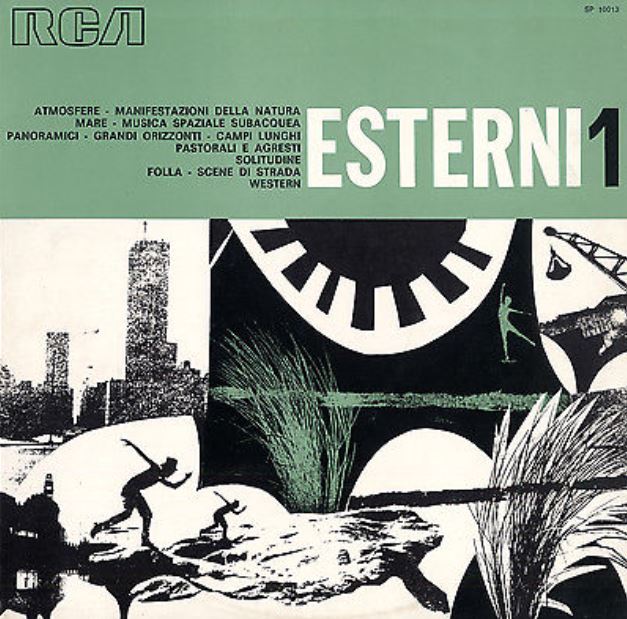 RCA
SP 10013
ATMOSFERE - MANIFESTAZIONI DELLA NATURA
MARE - MUSICA SPAZIALE SUBACQUEA
PANORAMICI - GRANDI ORIZZONTI - CAMPI LUNGHI
PASTORALI E AGRESTI
SOLITUDINE
FOLLA - SCENE DI STRADA
WESTERN
ESTERNI 1